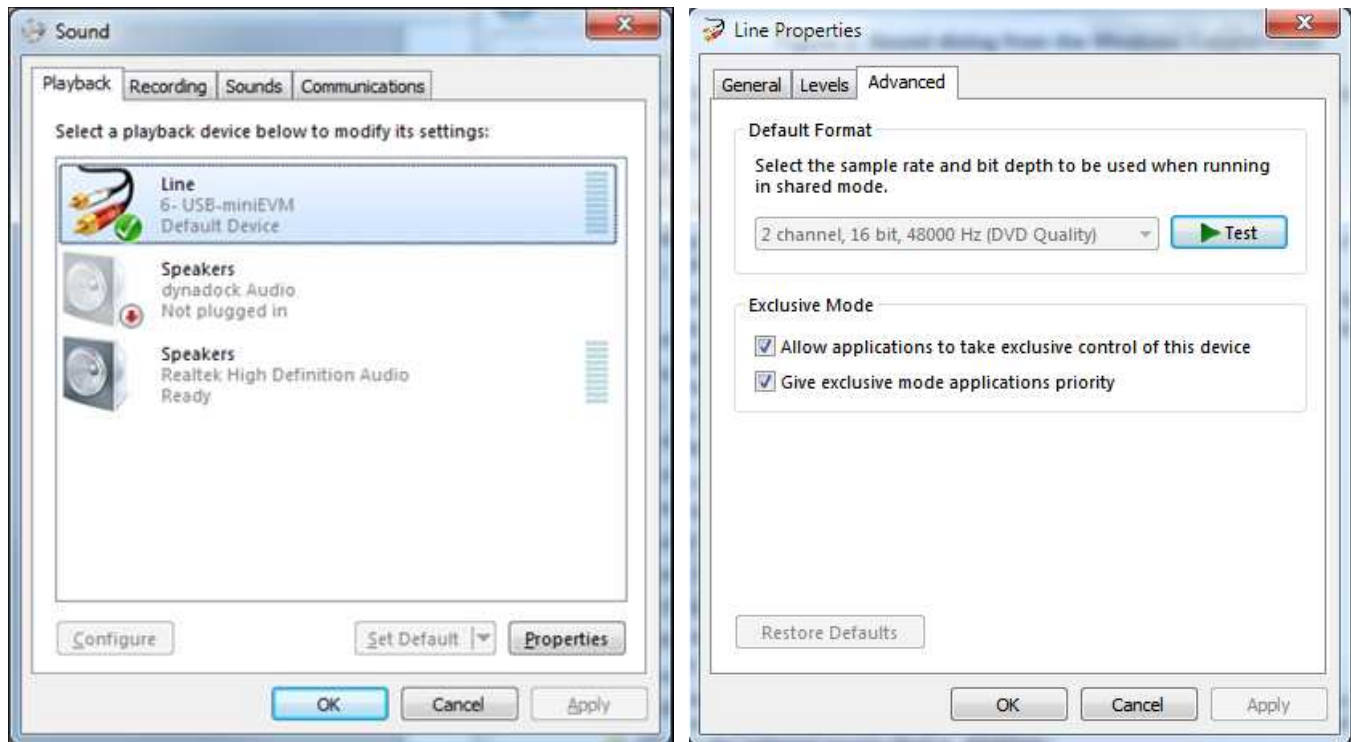 Sound
Playback Recording Sounds Communications
Select a playback device below to modify its settings:
Line
6- USB-miniEVM
Default Device
Speakers
dynadock Audio
Not plugged in
Speakers
Realtek High Definition Audio
Ready
Configure Set Default Properties
OK Cancel Apply
Line Properties
General Levels Advanced
Default Format
Select the sample rate and bit depth to be used when running
in shared mode.
2 channel, 16 bit, 48000 Hz (DVD Quality) Test
Exclusive Mode
Allow applications to take exclusive control of this device
Give exclusive mode applications priority
Restore Defaults
OK Cancel Apply